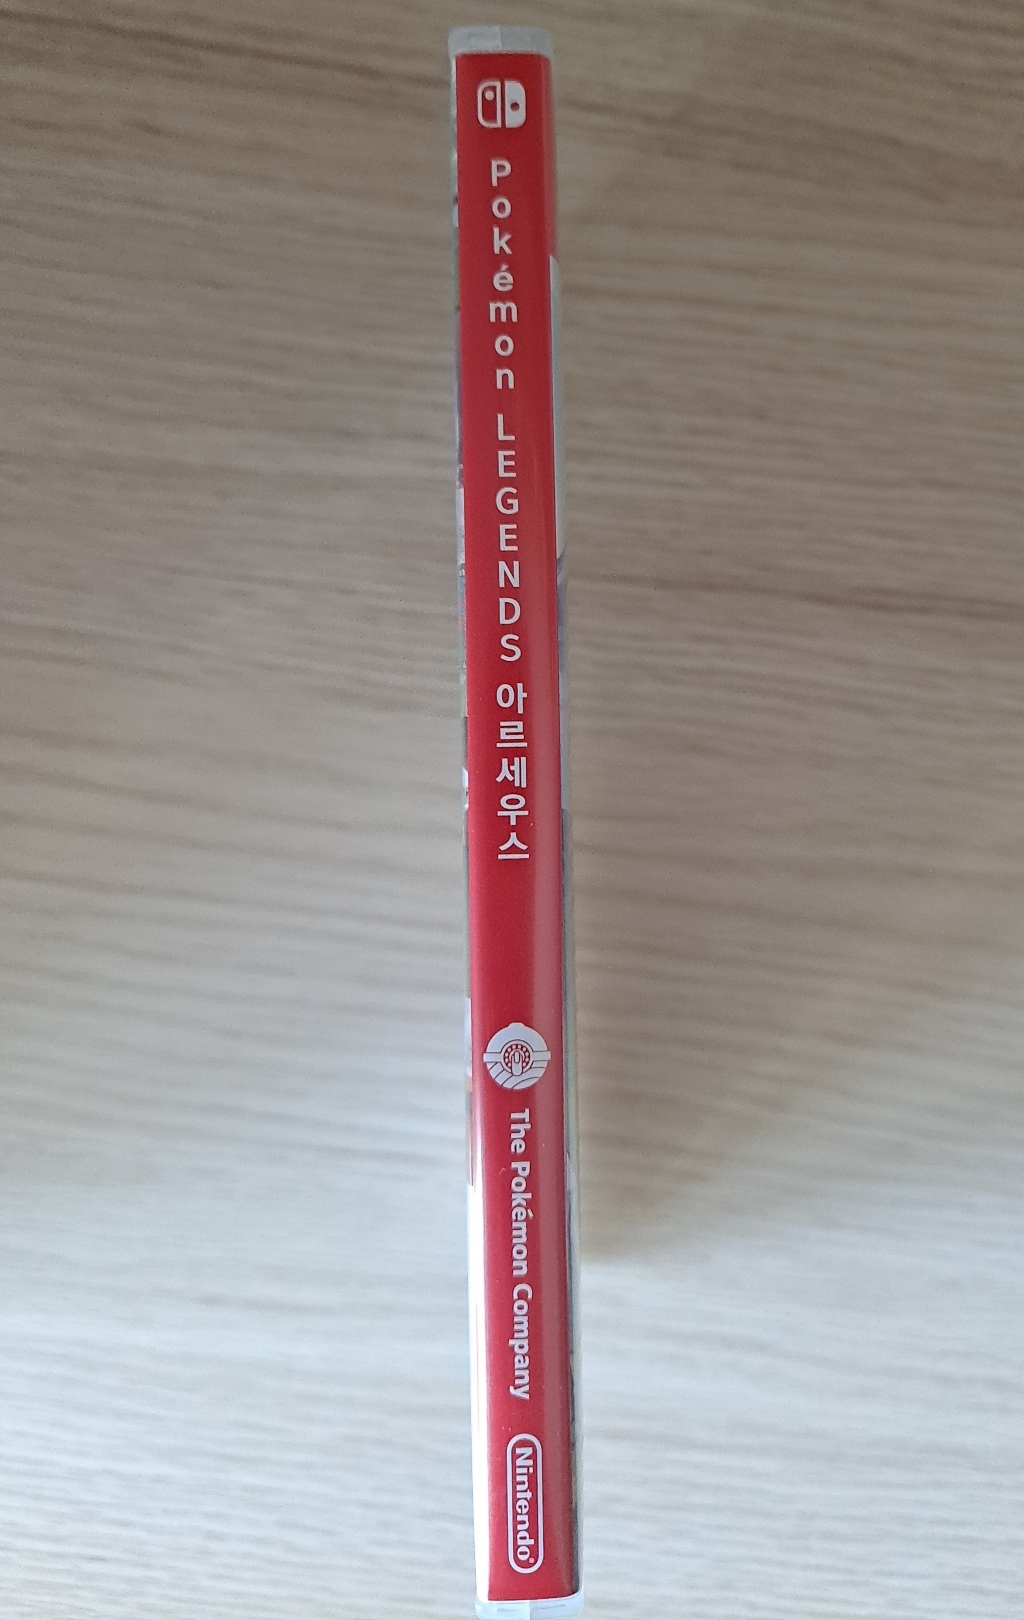 Pokémon LEGENDS 아르세우스
The Pokémon Company
Nintendo